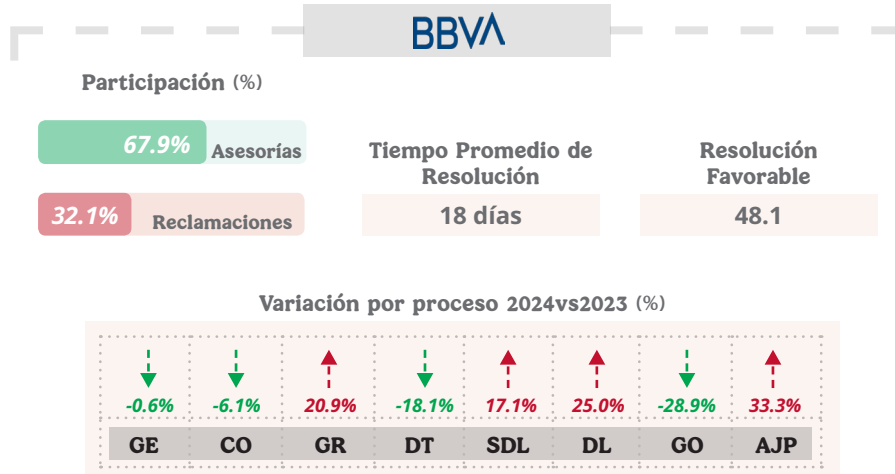 BBVA
Participación (%)
67.9% Asesorías
32.1% Reclamaciones
Tiempo Promedio de
Resolución
18 días
Resolución
Favorable
48.1
Variación por proceso 2024vs2023 (%)
-0.6% -6.1% 20.9% -18.1% 17.1% 25.0% -28.9% 33.3%
GE CO GR DT SDL DL GO AJP